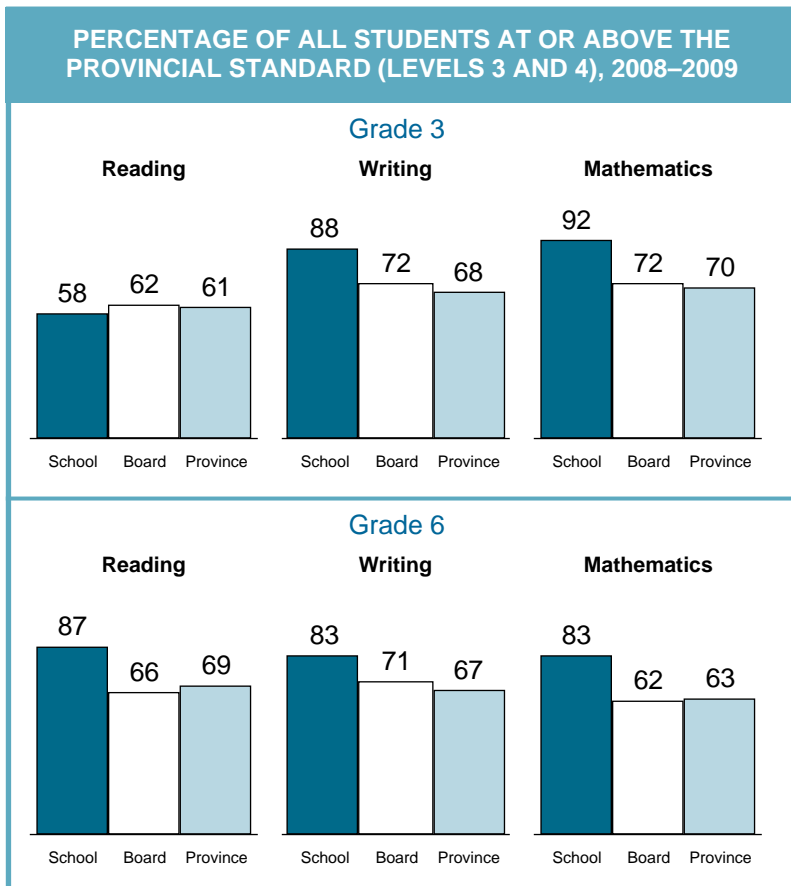 PERCENTAGE OF ALL STUDENTS AT OR ABOVE THE
PROVINCIAL STANDARD (LEVELS 3 AND 4), 2008–2009
Grade 3
Reading Writing Mathematics
58 62 61 88 72 68 92 72 70
School Board Province School Board Province School Board Province
Grade 6
Reading Writing Mathematics
87 66 69 83 71 67 83 62 63
School Board Province School Board Province School Board Province